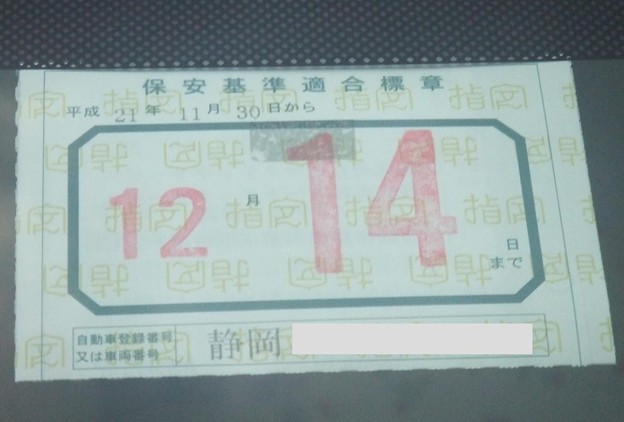 保安基準適合標章
平成 21 年 11 月 30 日から
12 月 14 日
まで
自動車登録番号
又は車両番号 静岡